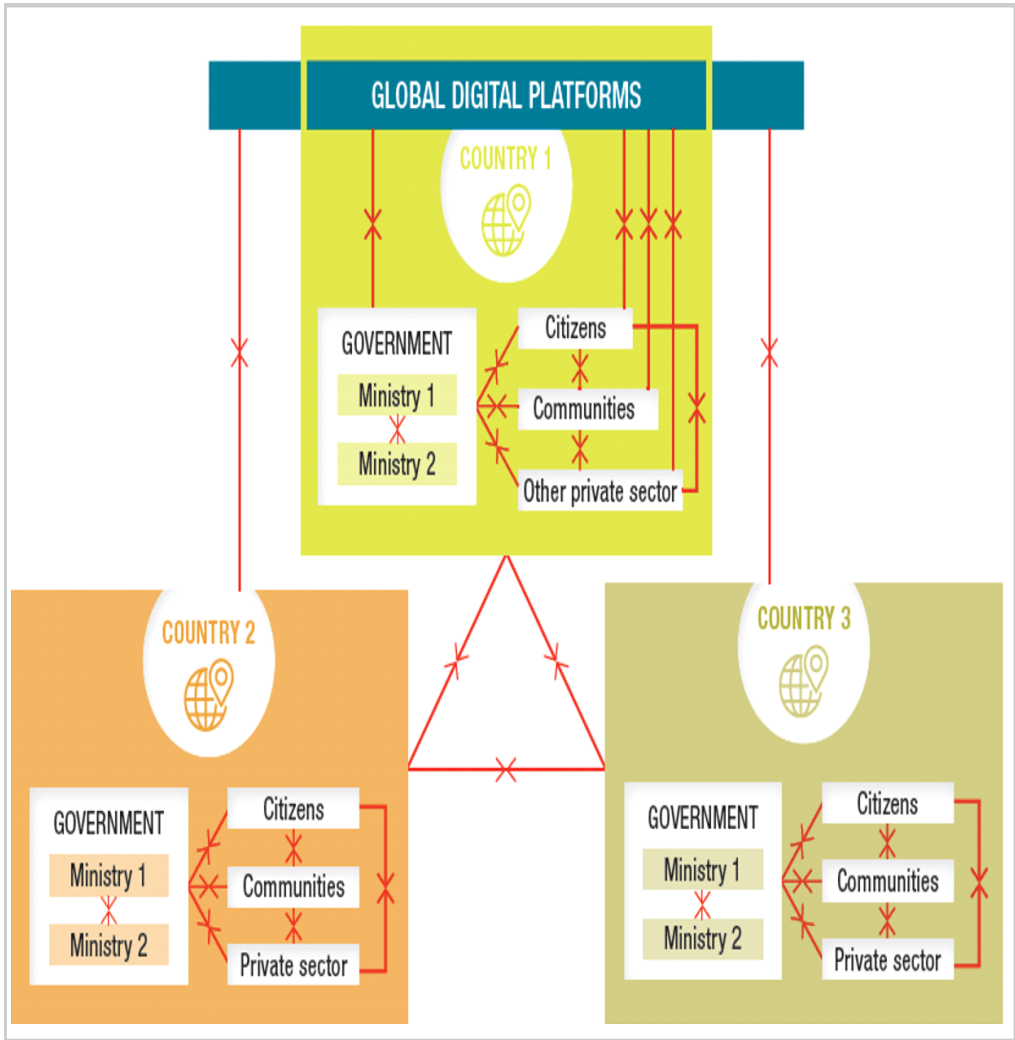 GLOBAL DIGITAL PLATFORMS
COUNTRY 1
GOVERNMENT
Ministry 1
Ministry 2
Citizens
Communities
Other private sector
COUNTRY 2
GOVERNMENT
Ministry 1
Ministry 2
Citizens
Communities
Private sector
COUNTRY 3
GOVERNMENT
Ministry 1
Ministry 2
Citizens
Communities
Private sector